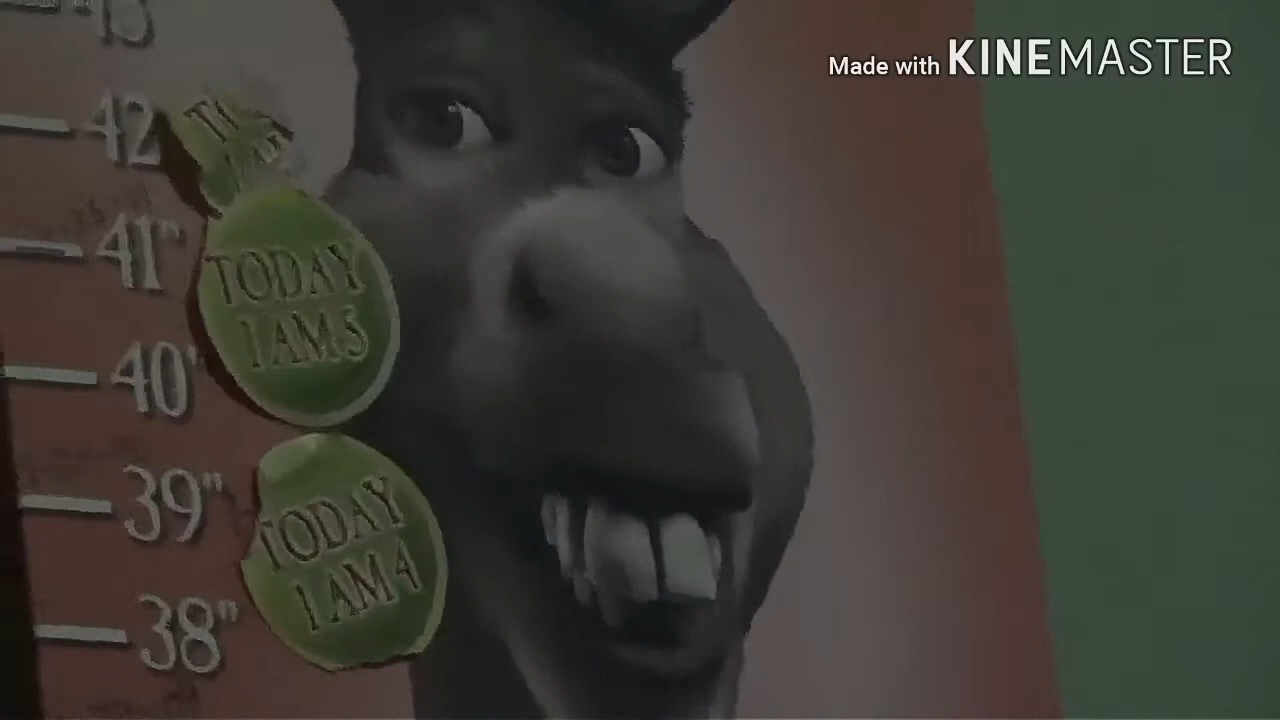 Made with KINEMASTER
42"
41"
TODAY
I AM 5
40"
39"
TODAY
I AM 4
38"